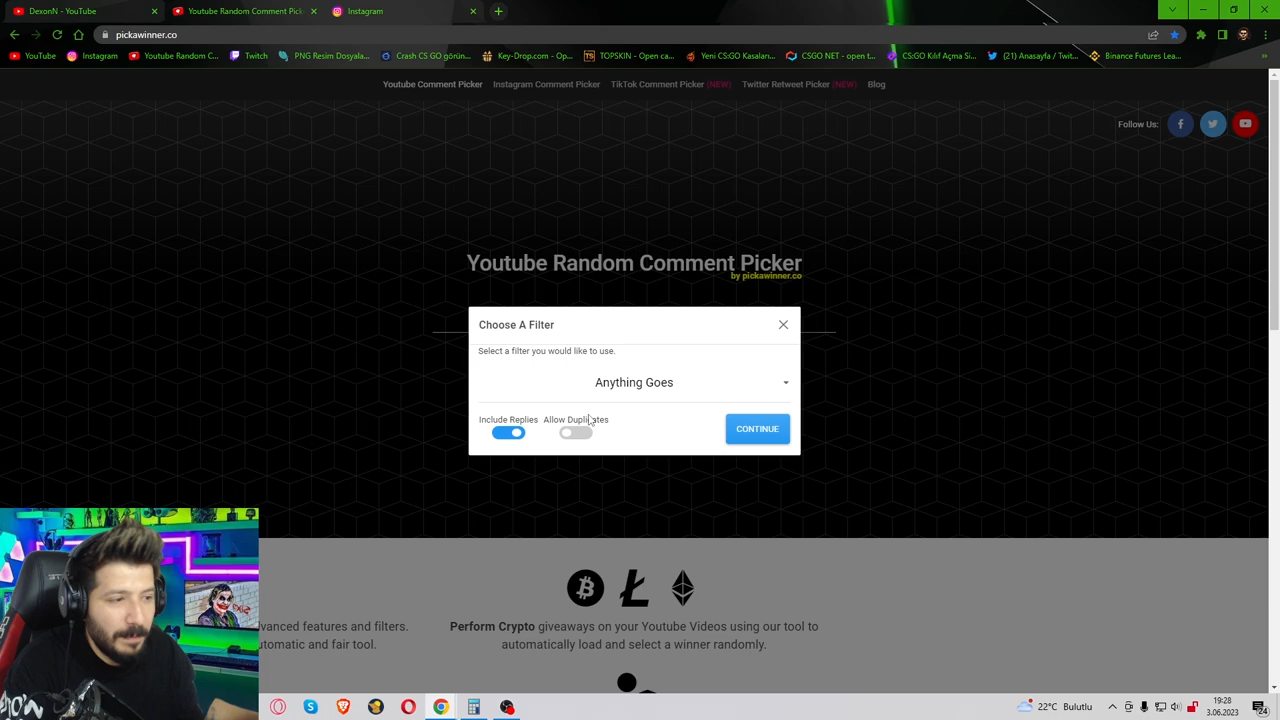 DexonN - YouTube
Youtube Random Comment Pick
Instagram
pickawinner.co
YouTube
Instagram
Youtube Random C...
Twitch
PNG Resim Dosyala...
Crash CS GO görün...
Key-Drop.com - Op...
TOPSKIN - Open ca...
Yeni CS:GO Kasaları...
CSGO NET - open t...
CS:GO Kılıf Açma Si...
(21) Anasayfa / Twit...
Binance Futures Lea...
»
Youtube Comment Picker
Instagram Comment Picker
TikTok Comment Picker (NEW)
Twitter Retweet Picker (NEW)
Blog
Follow Us:
Youtube Random Comment Picker
by pickawinner.co
Choose A Filter
Select a filter you would like to use.
Anything Goes
Include Replies
Allow Duplicates
CONTINUE
vanced features and filters.
utomatic and fair tool.
Perform Crypto giveaways on your Youtube Videos using our tool to
automatically load and select a winner randomly.
22°C Bulutlu
19:28
3.06.2023
24